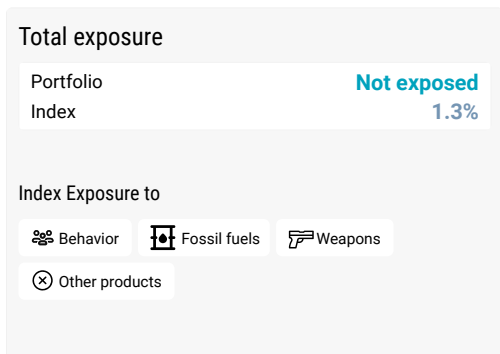 Total exposure
Portfolio Not exposed
Index 1.3%
Index Exposure to
Behavior Fossil fuels Weapons
Other products